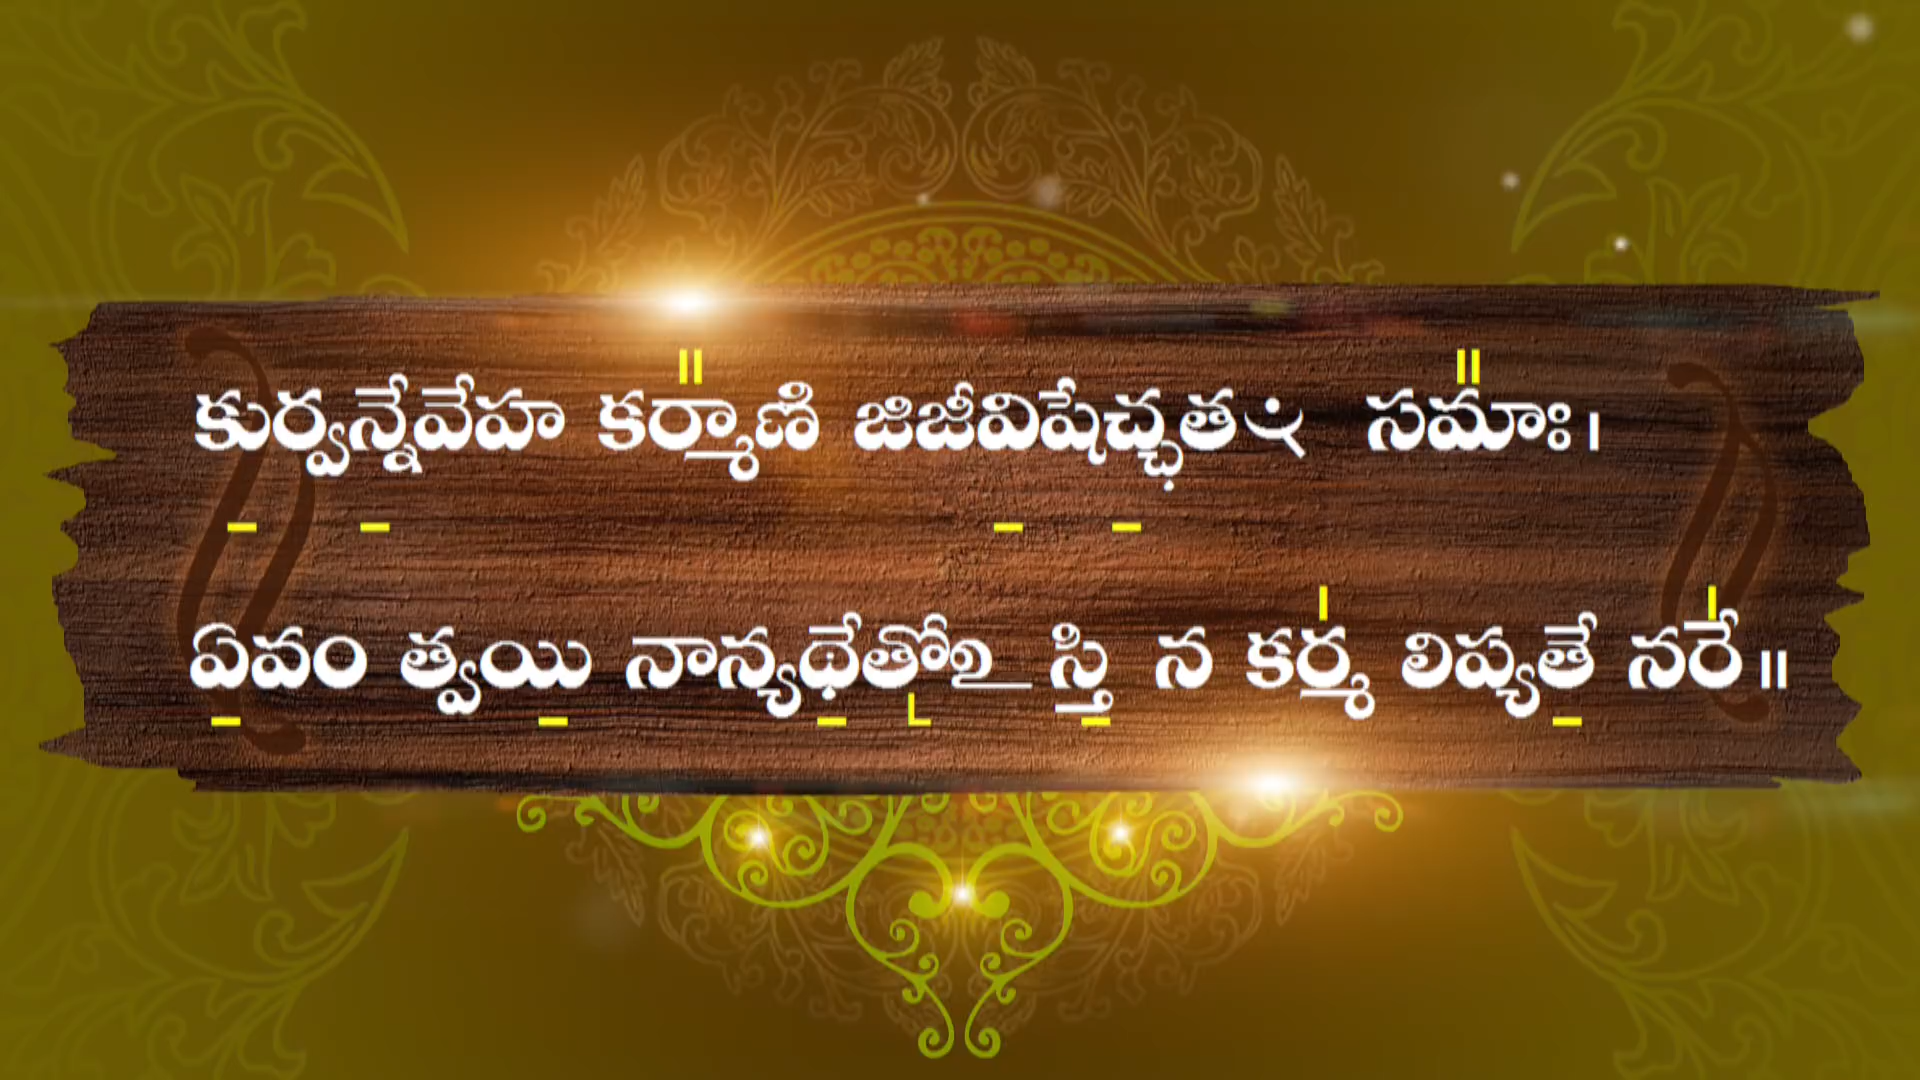 కుర్వన్నేవేహ కర్మాణి జిజీవిషేచ్ఛతꣳ సమాః।
ఏవం త్వయి నాన్యథేతోఽస్తి న కర్మ లిప్యతే నరే॥